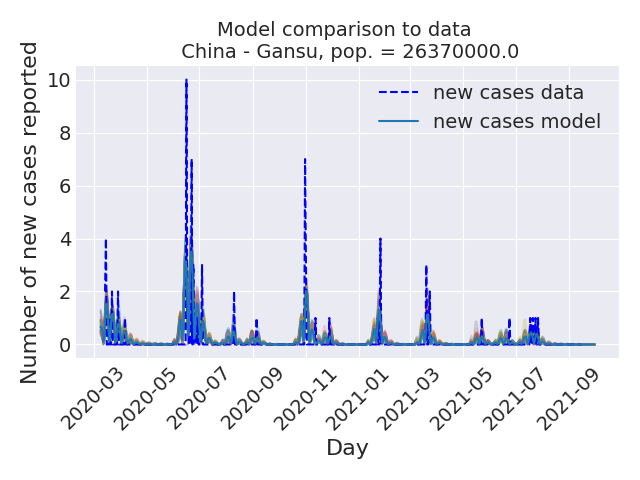 Model comparison to data
China - Gansu, pop. = 26370000.0
Number of new cases reported
10
8
6
4
2
0
new cases data
new cases model
2020-03
2020-05
2020-07
2020-09
2020-11
2021-01
2021-03
2021-05
2021-07
2021-09
Day